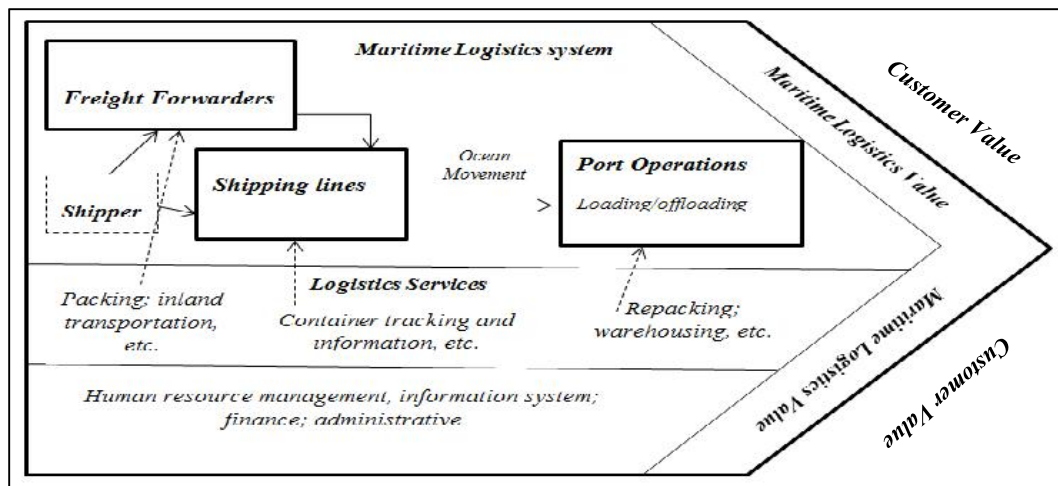 Maritime Logistics system
Freight Forwarders
Shipping lines
Shipper
Ocean
Movement
>
Port Operations
Loading/offloading
Maritime Logistics Value
Customer Value
Logistics Services
Packing; inland
transportation,
etc.
Container tracking and
information, etc.
Repacking;
warehousing, etc.
Maritime Logistics Value
Customer Value
Human resource management, information system;
finance; administrative